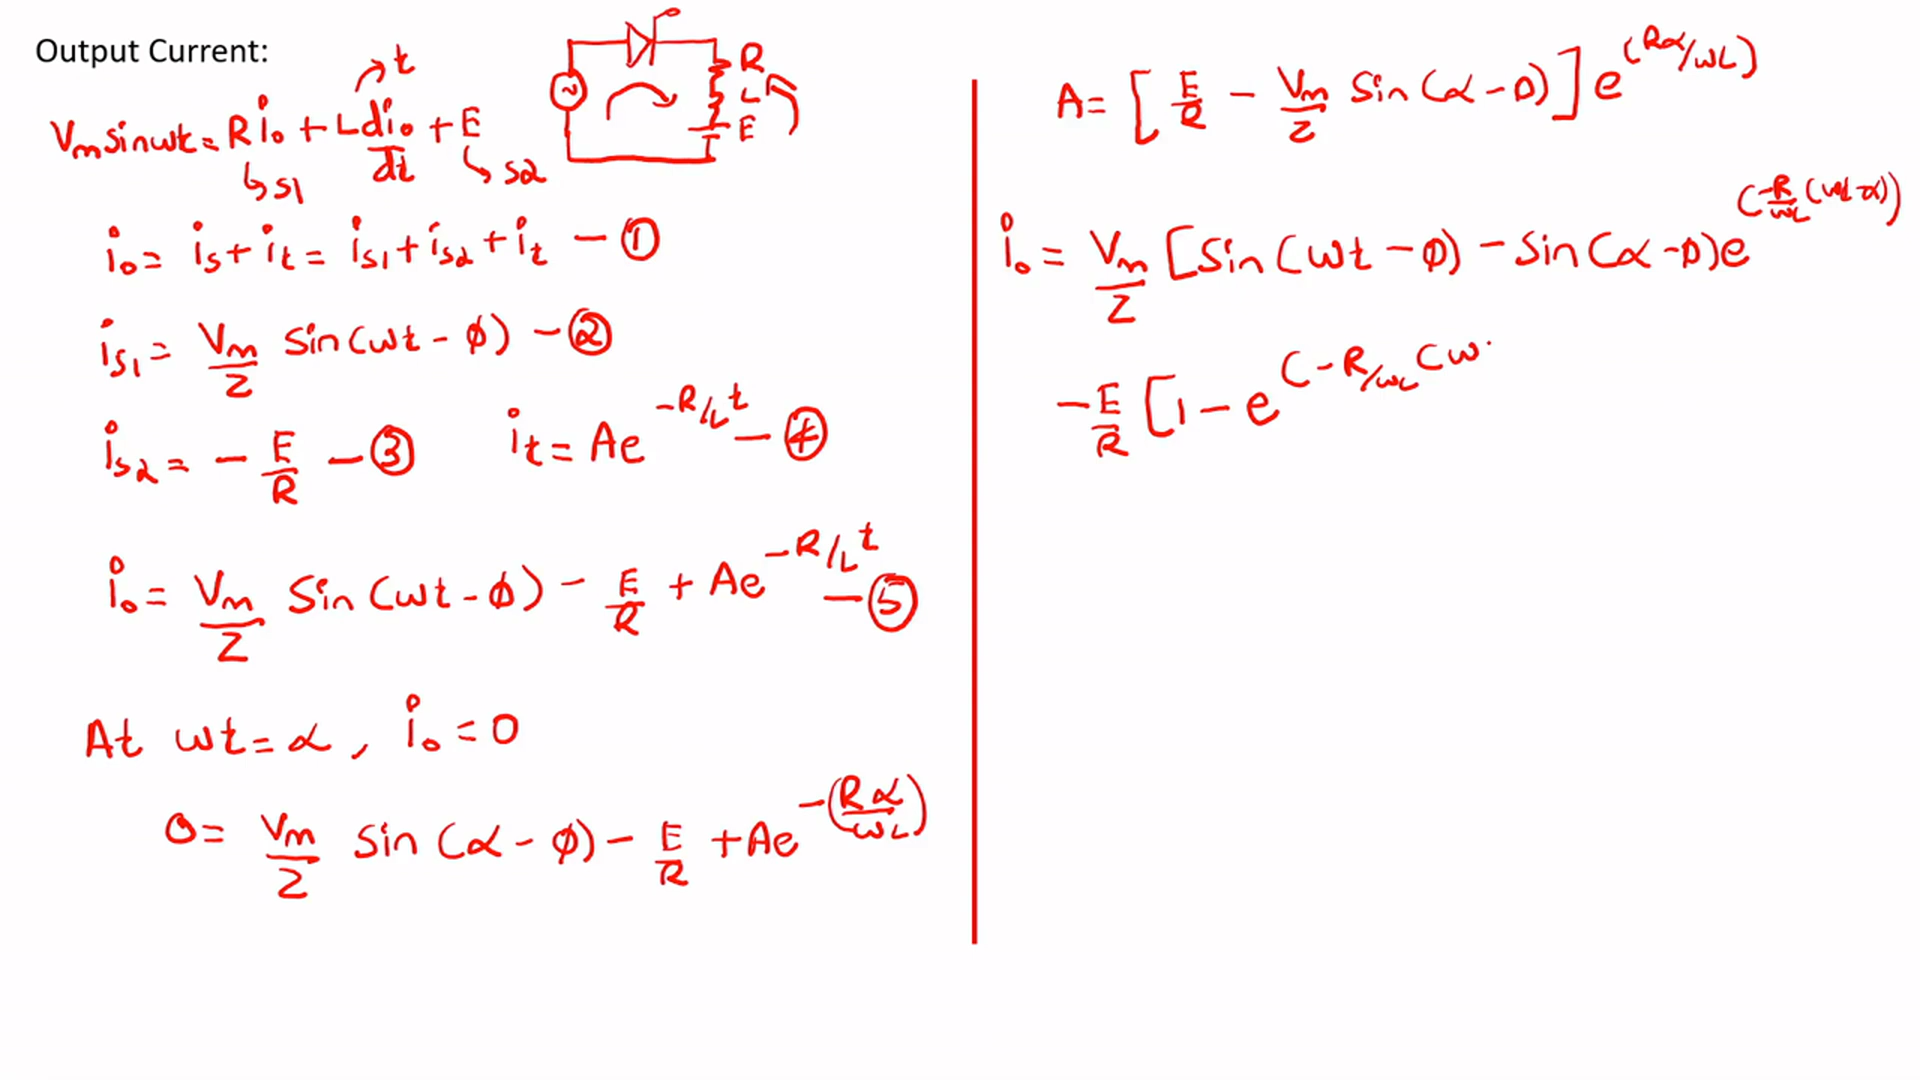 Output Current:
R
L
E
t
Vm sinωt = R i₀ + L di₀/dt + E
↳ S1
↳ S2
i₀ = is + it = is1 + is2 + it — ①
is1 = Vm/Z sin(ωt - φ) — ②
is2 = - E/R — ③
it = Ae^(-R/L t) — ④
i₀ = Vm/Z Sin(ωt - φ) - E/R + Ae^(-R/L t) — ⑤
At ωt = α, i₀ = 0
0 = Vm/Z sin(α - φ) - E/R + Ae^-(Rα/ωL)
A = [E/R - Vm/Z Sin(α - φ)] e^(Rα/ωL)
i₀ = Vm/Z [Sin(ωt - φ) - Sin(α - φ) e^(-R/ωL (ωt - α))
- E/R [1 - e^(-R/ωL (ω